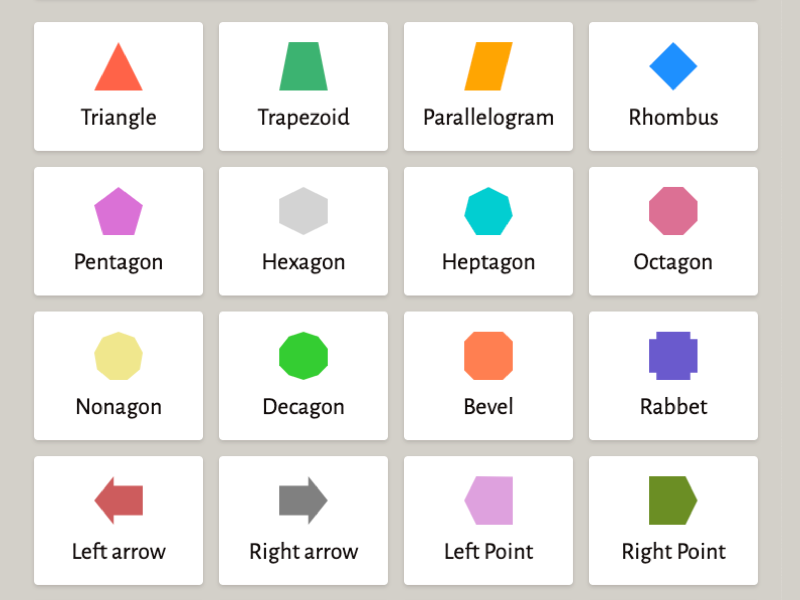 Triangle
Trapezoid
Parallelogram
Rhombus
Pentagon
Hexagon
Heptagon
Octagon
Nonagon
Decagon
Bevel
Rabbet
Left arrow
Right arrow
Left Point
Right Point